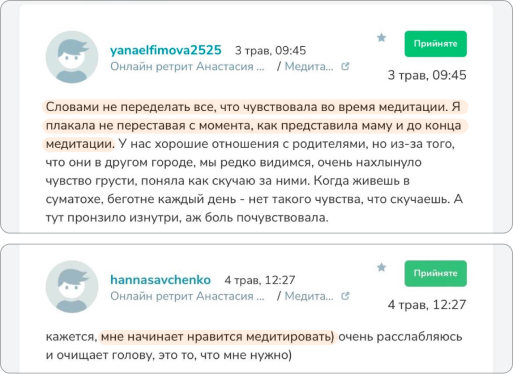 yanaelfimova2525 3 трав, 09:45
Прийняте
Онлайн ретрит Анастасия ... / Медита...
3 трав, 09:45
Словами не переделать все, что чувствовала во время медитации. Я
плакала не переставая с момента, как представила маму и до конца
медитации. У нас хорошие отношения с родителями, но из-за того,
что они в другом городе, мы редко видимся, очень нахлынуло
чувство грусти, поняла как скучаю за ними. Когда живешь в
суматохе, беготне каждый день - нет такого чувства, что скучаешь. А
тут пронзило изнутри, аж боль почувствовала.
hannasavchenko 4 трав, 12:27
Прийняте
Онлайн ретрит Анастасия ... / Медита...
4 трав, 12:27
кажется, мне начинает нравится медитировать) очень расслабляюсь
и очищает голову, это то, что мне нужно)